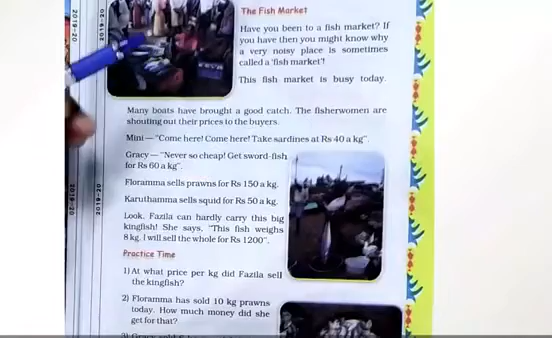 2019-20
2019-20
The Fish Market
Have you been to a fish market? If
you have then you might know why
a very noisy place is sometimes
called a 'fish market'!
This fish market is busy today.
Many boats have brought a good catch. The fisherwomen are
shouting out their prices to the buyers.
Mini — "Come here! Come here! Take sardines at Rs 40 a kg".
Gracy — "Never so cheap! Get sword-fish
for Rs 60 a kg".
Floramma sells prawns for Rs 150 a kg.
Karuthamma sells squid for Rs 50 a kg.
Look, Fazila can hardly carry this big
kingfish! She says, "This fish weighs
8 kg. I will sell the whole for Rs 1200".
Practice Time
1) At what price per kg did Fazila sell
the kingfish?
2) Floramma has sold 10 kg prawns
today. How much money did she
get for that?
2019-20
2019-20